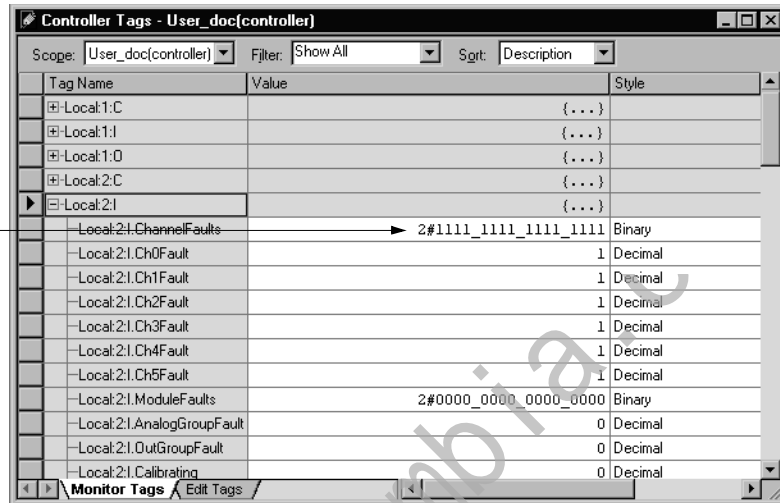 Controller Tags - User_doc(controller)
Scope: User_doc(controller) Filter: Show All Sort: Description
Tag Name Value Style
Local:1:C {...}
Local:1:I {...}
Local:1:O {...}
Local:2:C {...}
Local:2:I {...}
Local:2:I.ChannelFaults 2#1111_1111_1111_1111 Binary
Local:2:I.Ch0Fault 1 Decimal
Local:2:I.Ch1Fault 1 Decimal
Local:2:I.Ch2Fault 1 Decimal
Local:2:I.Ch3Fault 1 Decimal
Local:2:I.Ch4Fault 1 Decimal
Local:2:I.Ch5Fault 1 Decimal
Local:2:I.ModuleFaults 2#0000_0000_0000_0000 Binary
Local:2:I.AnalogGroupFault 0 Decimal
Local:2:I.OutGroupFault 0 Decimal
Local:2:I.Calibrating 0 Decimal
Monitor Tags Edit Tags